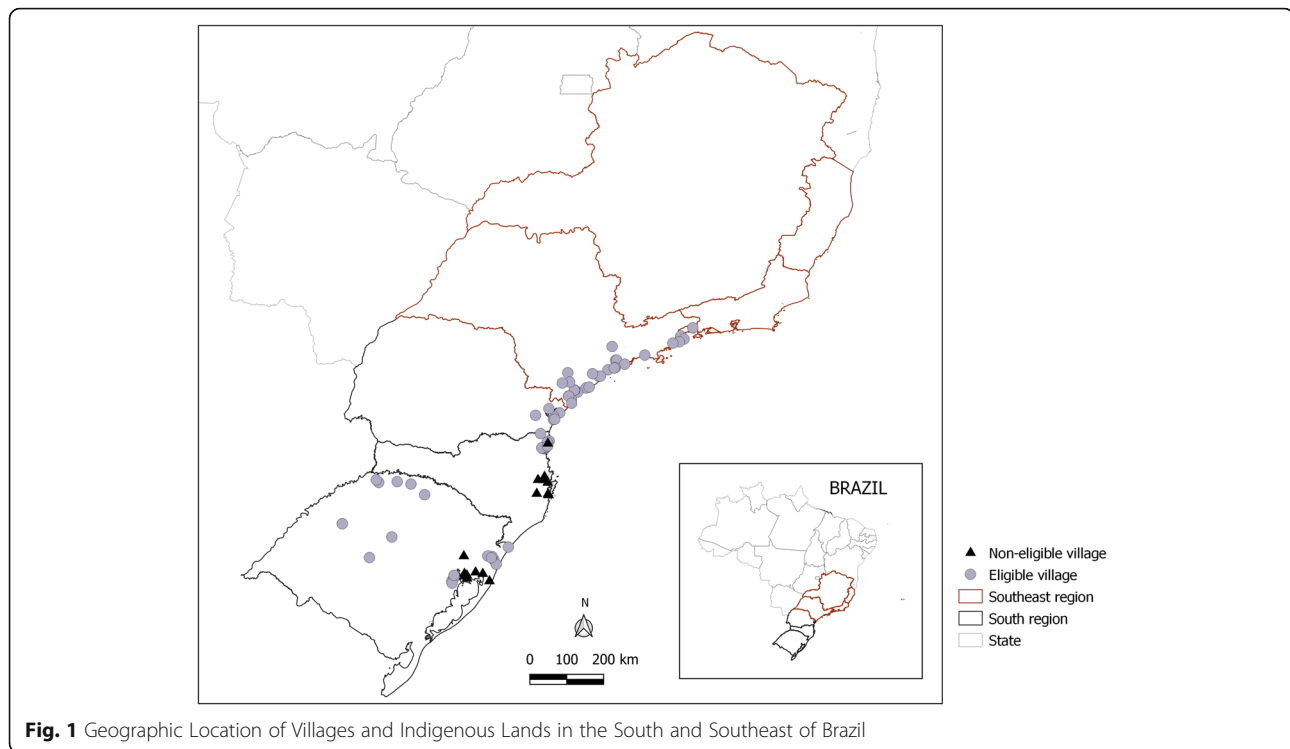 BRAZIL
N
0 100 200 km
Non-eligible village
Eligible village
Southeast region
South region
State
Fig. 1 Geographic Location of Villages and Indigenous Lands in the South and Southeast of Brazil